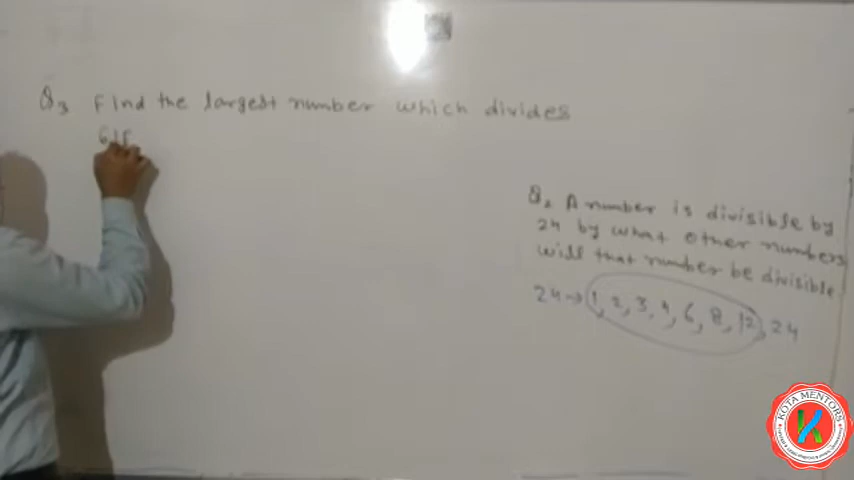 Q3 Find the largest number which divides
615
Q2 A number is divisible by
24 by what other numbers
will that number be divisible
24→ 1, 2, 3, 4, 6, 8, 12, 24
KOTA MENTORS
K